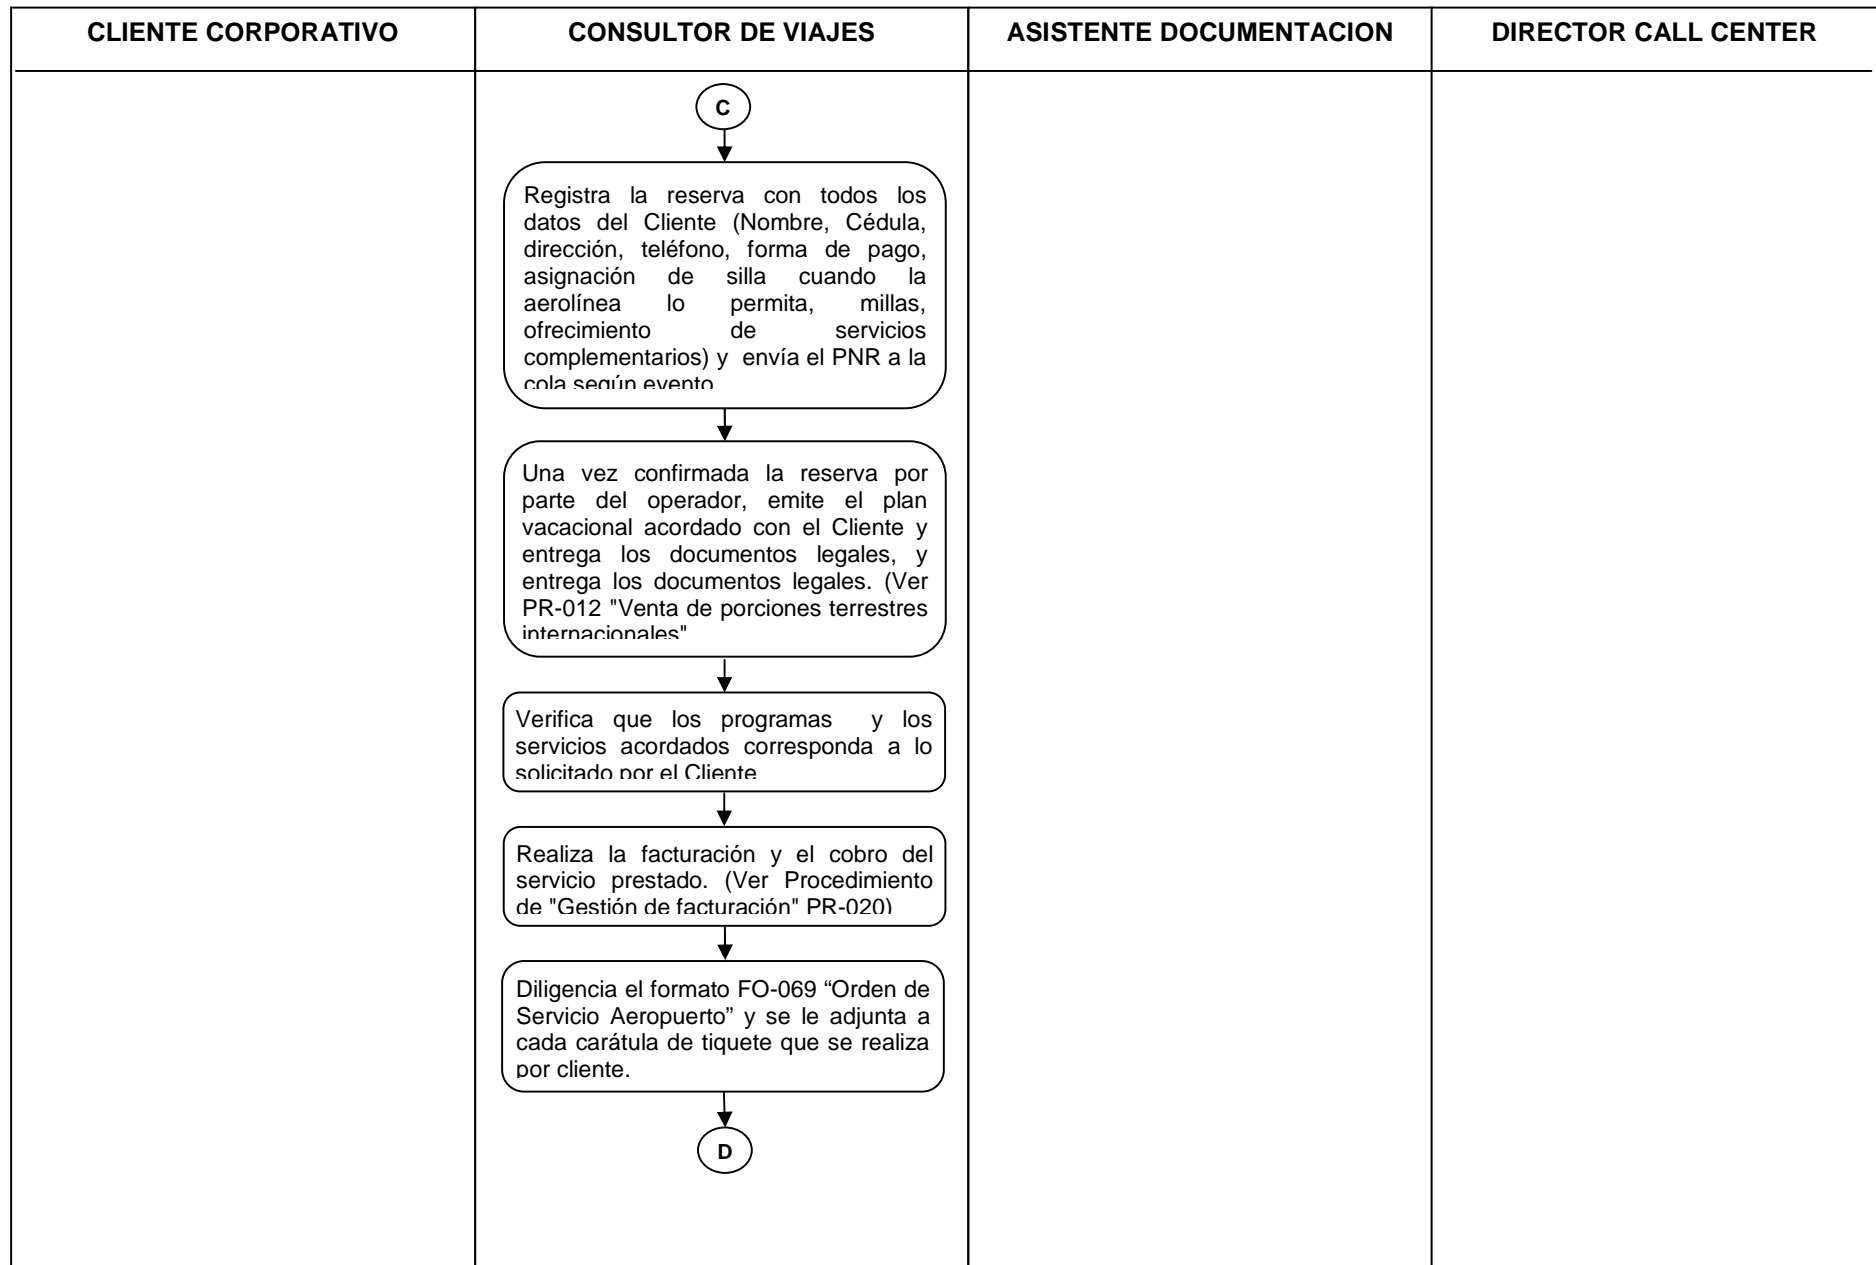 CLIENTE CORPORATIVO CONSULTOR DE VIAJES ASISTENTE DOCUMENTACION DIRECTOR CALL CENTER
C
Registra la reserva con todos los
datos del Cliente (Nombre, Cédula,
dirección, teléfono, forma de pago,
asignación de silla cuando la
aerolínea lo permita, millas,
ofrecimiento de servicios
complementarios) y envía el PNR a la
cola según evento
Una vez confirmada la reserva por
parte del operador, emite el plan
vacacional acordado con el Cliente y
entrega los documentos legales, y
entrega los documentos legales. (Ver
PR-012 "Venta de porciones terrestres
internacionales"
Verifica que los programas y los
servicios acordados corresponda a lo
solicitado por el Cliente
Realiza la facturación y el cobro del
servicio prestado. (Ver Procedimiento
de "Gestión de facturación" PR-020)
Diligencia el formato FO-069 “Orden de
Servicio Aeropuerto” y se le adjunta a
cada carátula de tiquete que se realiza
por cliente.
D